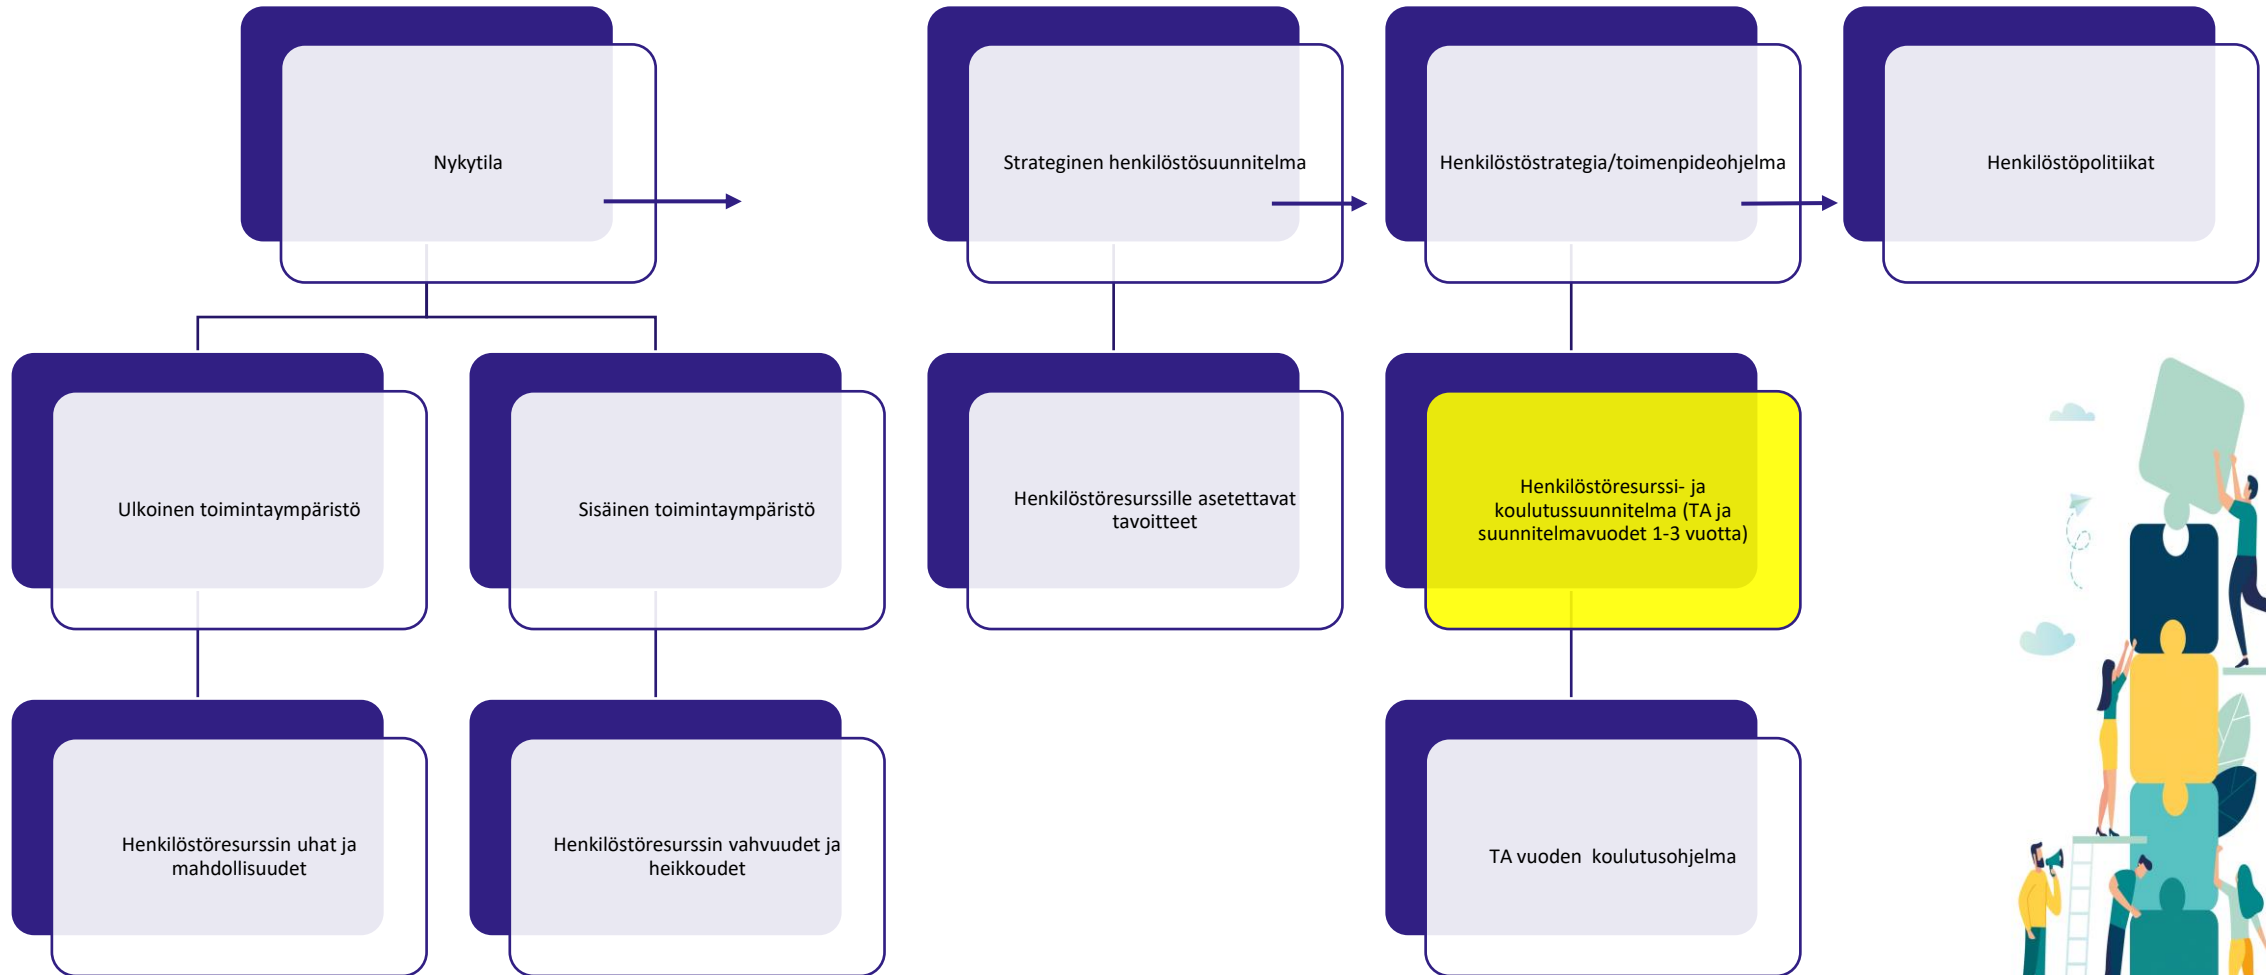 Nykytila
Strateginen henkilöstösuunnitelma
Henkilöstöstrategia/toimenpideohjelma
Henkilöstöpolitiikat
Ulkoinen toimintaympäristö
Sisäinen toimintaympäristö
Henkilöstöresurssille asetettavat
tavoitteet
Henkilöstöresurssi- ja
koulutussuunnitelma (TA ja
suunnitelmavuodet 1-3 vuotta)
Henkilöstöresurssin uhat ja
mahdollisuudet
Henkilöstöresurssin vahvuudet ja
heikkoudet
TA vuoden koulutusohjelma